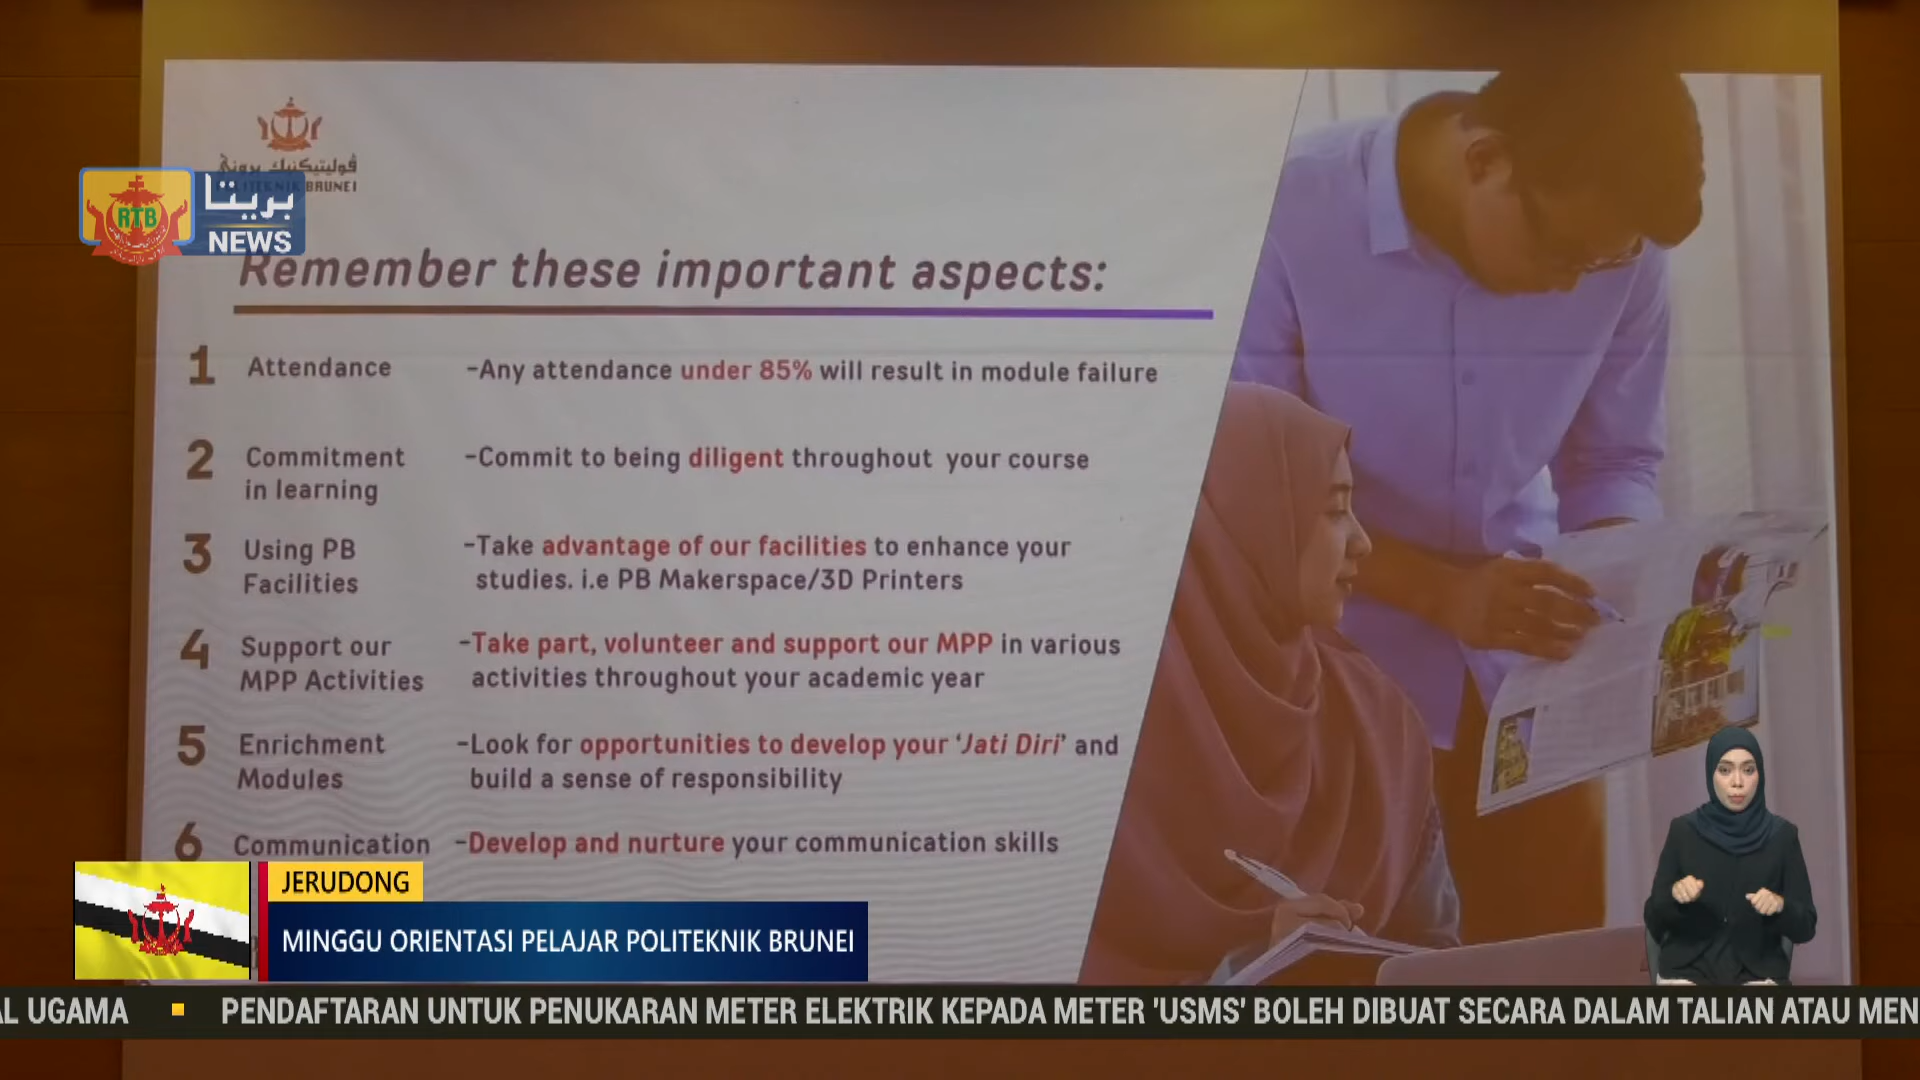 ڤوليتيكنيك بروني
BRUNEI
RTB
بريتا
NEWS
Remember these important aspects:
1 Attendance -Any attendance under 85% will result in module failure
2 Commitment in learning -Commit to being diligent throughout your course
3 Using PB Facilities -Take advantage of our facilities to enhance your
studies. i.e PB Makerspace/3D Printers
4 Support our MPP Activities -Take part, volunteer and support our MPP in various
activities throughout your academic year
5 Enrichment Modules -Look for opportunities to develop your 'Jati Diri' and
build a sense of responsibility
6 Communication -Develop and nurture your communication skills
JERUDONG
MINGGU ORIENTASI PELAJAR POLITEKNIK BRUNEI
AL UGAMA ▪ PENDAFTARAN UNTUK PENUKARAN METER ELEKTRIK KEPADA METER 'USMS' BOLEH DIBUAT SECARA DALAM TALIAN ATAU MEN